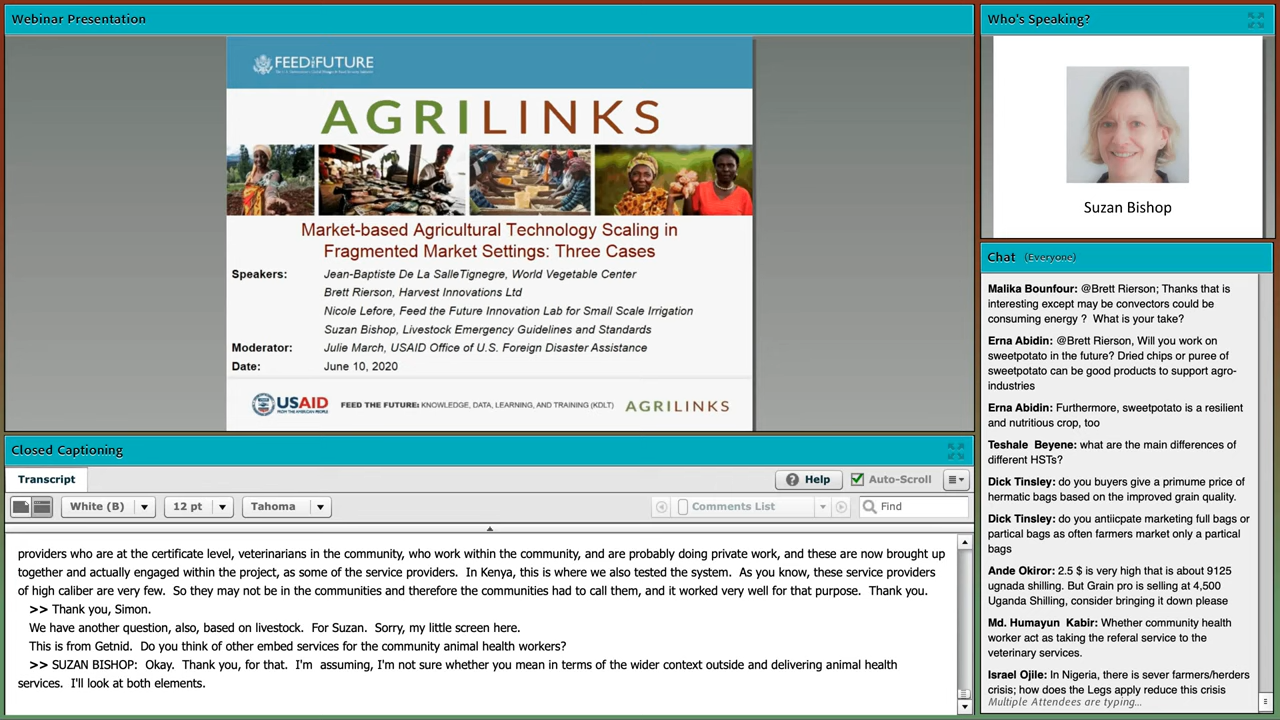 Webinar Presentation
FEED THE FUTURE
AGRILINKS
Market-based Agricultural Technology Scaling in
Fragmented Market Settings: Three Cases
Speakers: Jean-Baptiste De La SalleTignegre, World Vegetable Center
Brett Rierson, Harvest Innovations Ltd
Nicole Lefore, Feed the Future Innovation Lab for Small Scale Irrigation
Suzan Bishop, Livestock Emergency Guidelines and Standards
Moderator: Julie March, USAID Office of U.S. Foreign Disaster Assistance
Date: June 10, 2020
USAID
FROM THE AMERICAN PEOPLE
FEED THE FUTURE: KNOWLEDGE, DATA, LEARNING, AND TRAINING (KDLT)
AGRILINKS
Closed Captioning
Transcript
Help
Auto-Scroll
White (B)
12 pt
Tahoma
Comments List
Find
providers who are at the certificate level, veterinarians in the community, who work within the community, and are probably doing private work, and these are now brought up
together and actually engaged within the project, as some of the service providers. In Kenya, this is where we also tested the system. As you know, these service providers
of high caliber are very few. So they may not be in the communities and therefore the communities had to call them, and it worked very well for that purpose. Thank you.
>> Thank you, Simon.
We have another question, also, based on livestock. For Suzan. Sorry, my little screen here.
This is from Getnid. Do you think of other embed services for the community animal health workers?
>> SUZAN BISHOP: Okay. Thank you, for that. I'm assuming, I'm not sure whether you mean in terms of the wider context outside and delivering animal health
services. I'll look at both elements.
Who's Speaking?
Suzan Bishop
Chat (Everyone)
Malika Bounfour: @Brett Rierson; Thanks that is
interesting except may be convectors could be
consuming energy ? What is your take?
Erna Abidin: @Brett Rierson, Will you work on
sweetpotato in the future? Dried chips or puree of
sweetpotato can be good products to support agro-
industries
Erna Abidin: Furthermore, sweetpotato is a resilient
and nutritious crop, too
Teshale Beyene: what are the main differences of
different HSTs?
Dick Tinsley: do you buyers give a primume price of
hermatic bags based on the improved grain quality.
Dick Tinsley: do you antiicpate marketing full bags or
partical bags as often farmers market only a partical
bags
Ande Okiror: 2.5 $ is very high that is about 9125
ugnada shilling. But Grain pro is selling at 4,500
Uganda Shilling, consider bringing it down please
Md. Humayun Kabir: Whether community health
worker act as taking the referal service to the
veterinary services.
Israel Ojile: In Nigeria, there is sever farmers/herders
crisis; how does the Legs apply reduce this crisis
Multiple Attendees are typing...